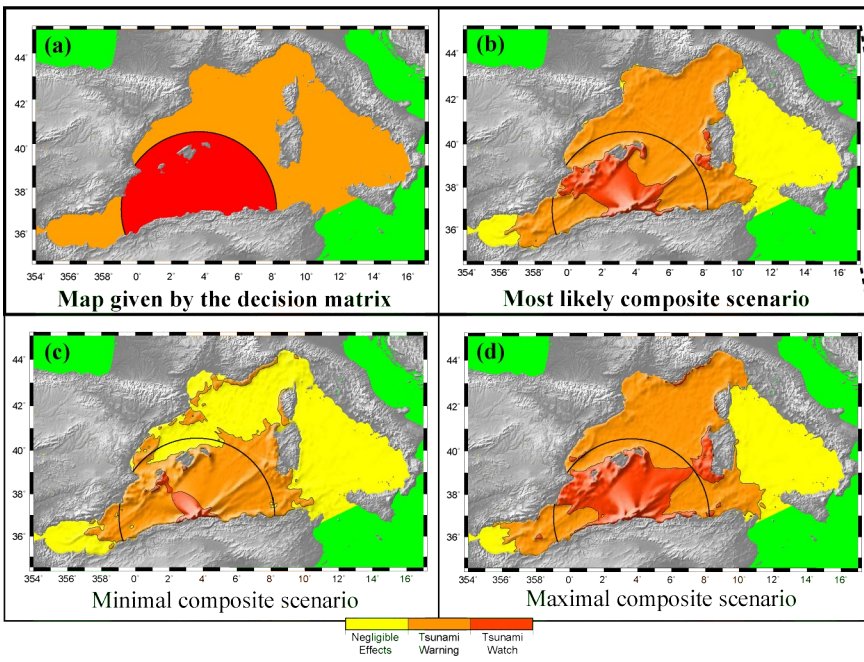 (a)
(b)
44˚
42˚
40˚
38˚
36˚
354˚ 356˚ 358˚ 0˚ 2˚ 4˚ 6˚ 8˚ 10˚ 12˚ 14˚ 16˚
44˚
42˚
40˚
38˚
36˚
354˚ 356˚ 358˚ 0˚ 2˚ 4˚ 6˚ 8˚ 10˚ 12˚ 14˚ 16˚
Map given by the decision matrix
Most likely composite scenario
(c)
(d)
44˚
42˚
40˚
38˚
36˚
354˚ 356˚ 358˚ 0˚ 2˚ 4˚ 6˚ 8˚ 10˚ 12˚ 14˚ 16˚
44˚
42˚
40˚
38˚
36˚
354˚ 356˚ 358˚ 0˚ 2˚ 4˚ 6˚ 8˚ 10˚ 12˚ 14˚ 16˚
Minimal composite scenario
Maximal composite scenario
Negligible Effects
Tsunami Warning
Tsunami Watch